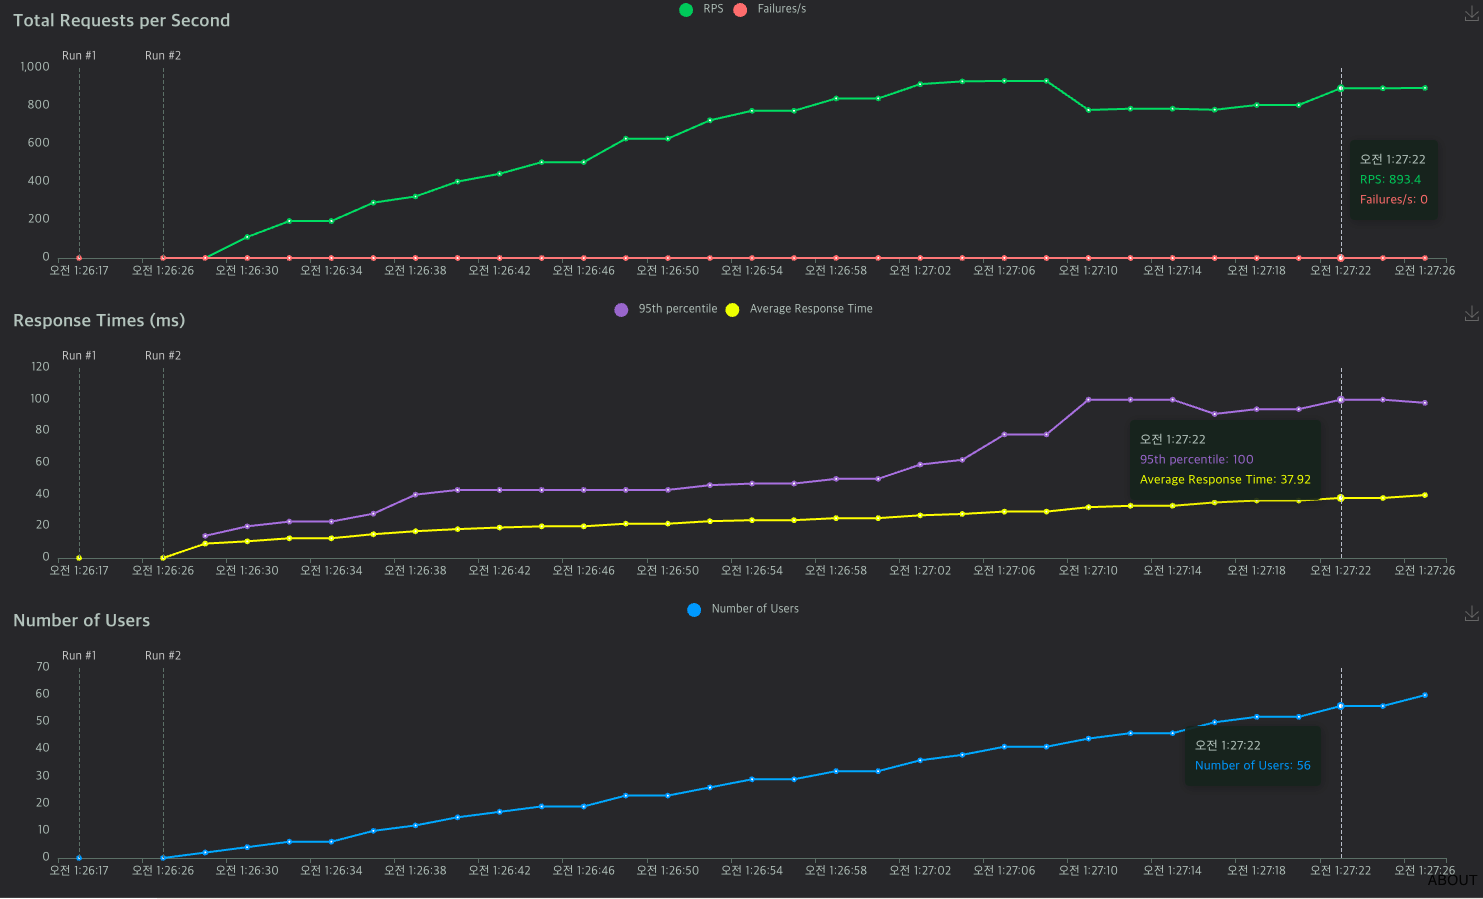 Total Requests per Second
RPS Failures/s
Run #1 Run #2
1,000
800
600
400
200
0
오전 1:27:22
RPS: 893.4
Failures/s: 0
오전 1:26:17 오전 1:26:26 오전 1:26:30 오전 1:26:34 오전 1:26:38 오전 1:26:42 오전 1:26:46 오전 1:26:50 오전 1:26:54 오전 1:26:58 오전 1:27:02 오전 1:27:06 오전 1:27:10 오전 1:27:14 오전 1:27:18 오전 1:27:22 오전 1:27:26
Response Times (ms)
95th percentile Average Response Time
Run #1 Run #2
120
100
80
60
40
20
0
오전 1:27:22
95th percentile: 100
Average Response Time: 37.92
오전 1:26:17 오전 1:26:26 오전 1:26:30 오전 1:26:34 오전 1:26:38 오전 1:26:42 오전 1:26:46 오전 1:26:50 오전 1:26:54 오전 1:26:58 오전 1:27:02 오전 1:27:06 오전 1:27:10 오전 1:27:14 오전 1:27:18 오전 1:27:22 오전 1:27:26
Number of Users
Number of Users
Run #1 Run #2
70
60
50
40
30
20
10
0
오전 1:27:22
Number of Users: 56
오전 1:26:17 오전 1:26:26 오전 1:26:30 오전 1:26:34 오전 1:26:38 오전 1:26:42 오전 1:26:46 오전 1:26:50 오전 1:26:54 오전 1:26:58 오전 1:27:02 오전 1:27:06 오전 1:27:10 오전 1:27:14 오전 1:27:18 오전 1:27:22 오전 1:27:26
ABOUT